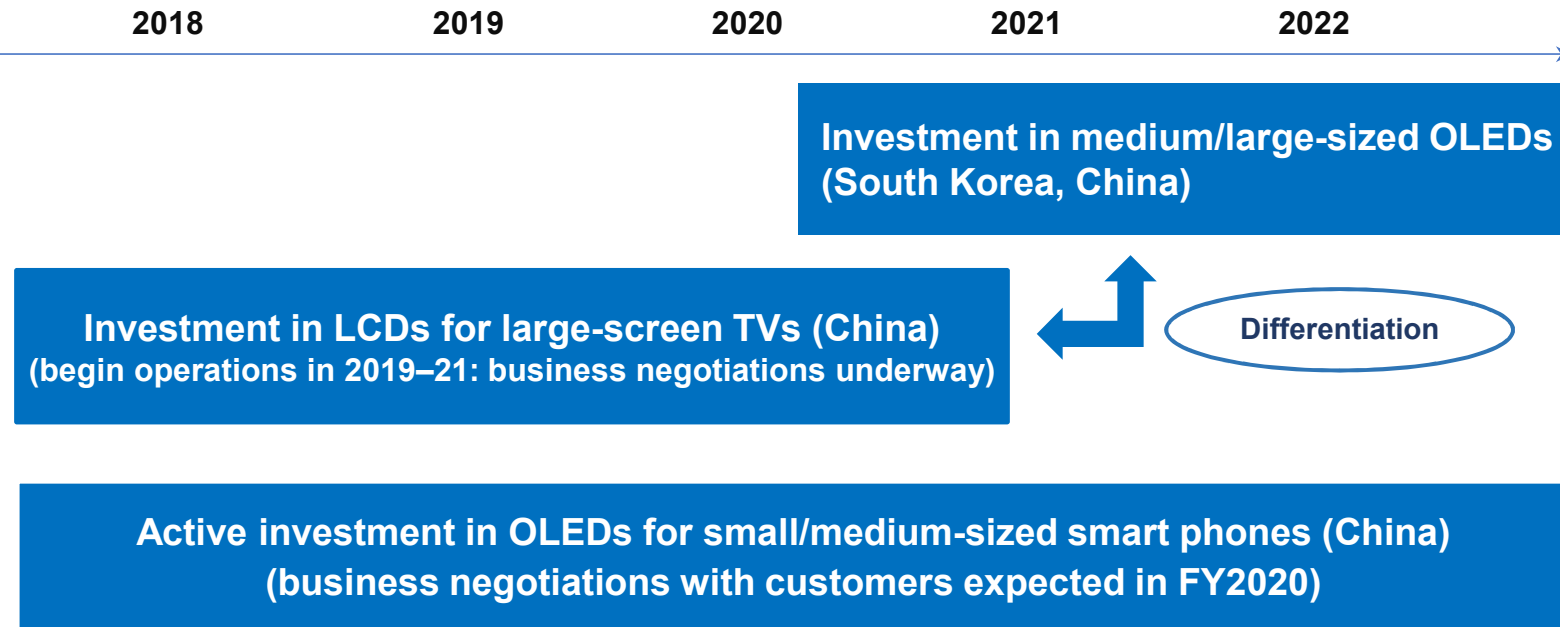 2018 2019 2020 2021 2022
Investment in medium/large-sized OLEDs
(South Korea, China)
Investment in LCDs for large-screen TVs (China)
(begin operations in 2019–21: business negotiations underway)
Differentiation
Active investment in OLEDs for small/medium-sized smart phones (China)
(business negotiations with customers expected in FY2020)